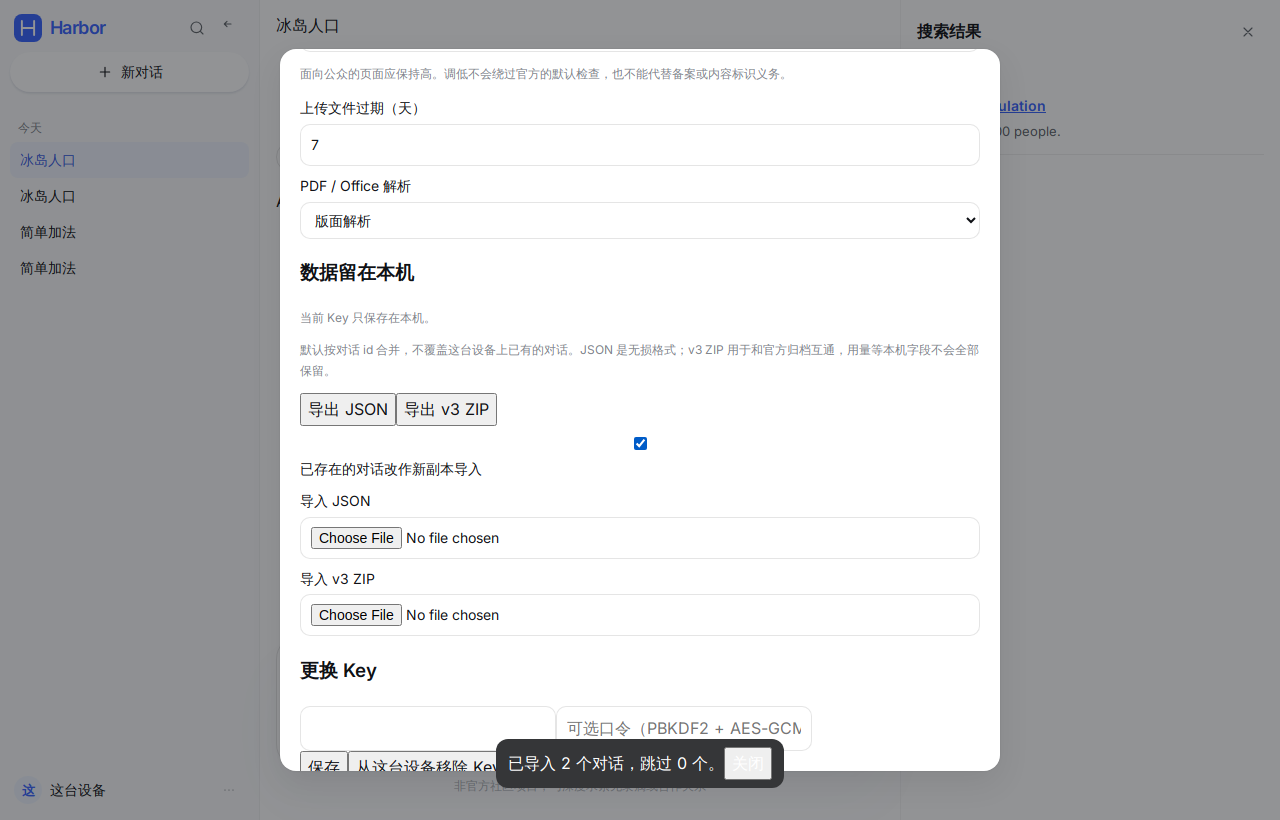 Harbor
新对话
今天
冰岛人口
冰岛人口
简单加法
简单加法
这 这台设备
冰岛人口
搜索结果
ulation
00 people.
面向公众的页面应保持高。调低不会绕过官方的默认检查，也不能代替备案或内容标识义务。
上传文件过期（天）
7
PDF / Office 解析
版面解析
数据留在本机
当前 Key 只保存在本机。
默认按对话 id 合并，不覆盖这台设备上已有的对话。JSON 是无损格式；v3 ZIP 用于和官方归档互通，用量等本机字段不会全部
保留。
导出 JSON 导出 v3 ZIP
已存在的对话改作新副本导入
导入 JSON
Choose File No file chosen
导入 v3 ZIP
Choose File No file chosen
更换 Key
可选口令（PBKDF2 + AES-GCM
保存 从这台设备移除 Key
已导入 2 个对话，跳过 0 个。 关闭
非官方社区项目